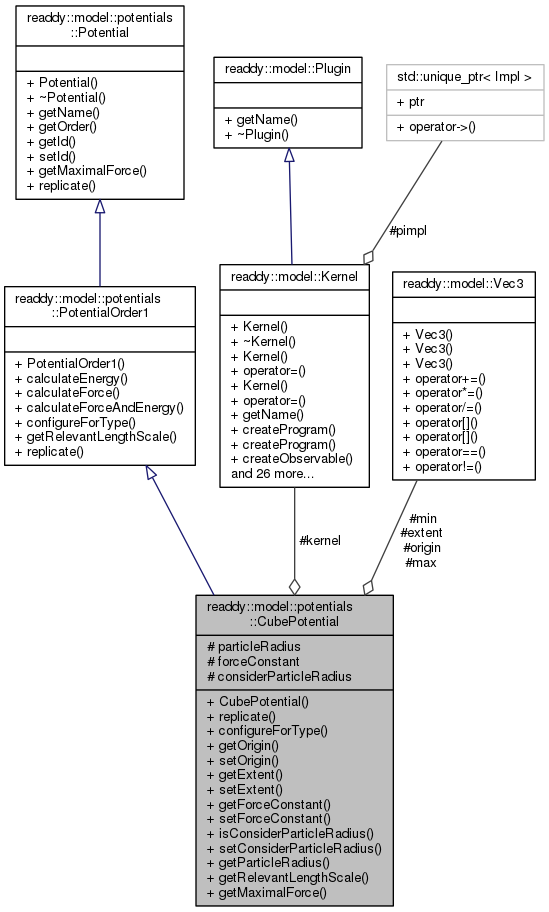 readdy::model::potentials
::Potential
+ Potential()
+ ~Potential()
+ getName()
+ getOrder()
+ getId()
+ setId()
+ getMaximalForce()
+ replicate()
readdy::model::Plugin
+ getName()
+ ~Plugin()
std::unique_ptr< Impl >
+ ptr
+ operator->()
#pimpl
readdy::model::potentials
::PotentialOrder1
+ PotentialOrder1()
+ calculateEnergy()
+ calculateForce()
+ calculateForceAndEnergy()
+ configureForType()
+ getRelevantLengthScale()
+ replicate()
readdy::model::Kernel
+ Kernel()
+ ~Kernel()
+ Kernel()
+ operator=()
+ Kernel()
+ operator=()
+ getName()
+ createProgram()
+ createProgram()
+ createObservable()
and 26 more...
readdy::model::Vec3
+ Vec3()
+ Vec3()
+ Vec3()
+ operator+=()
+ operator*=()
+ operator/=()
+ operator[]()
+ operator[]()
+ operator==()
+ operator!=()
#kernel
#min
#extent
#origin
#max
readdy::model::potentials
::CubePotential
# particleRadius
# forceConstant
# considerParticleRadius
+ CubePotential()
+ replicate()
+ configureForType()
+ getOrigin()
+ setOrigin()
+ getExtent()
+ setExtent()
+ getForceConstant()
+ setForceConstant()
+ isConsiderParticleRadius()
+ setConsiderParticleRadius()
+ getParticleRadius()
+ getRelevantLengthScale()
+ getMaximalForce()